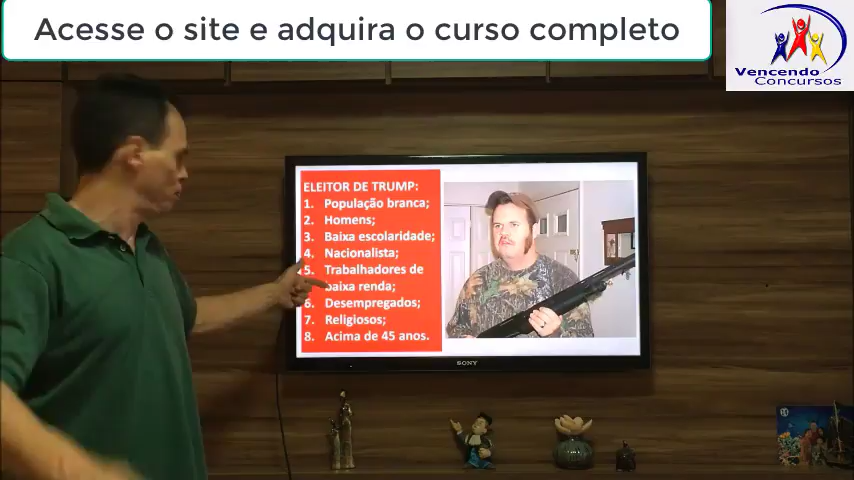 Acesse o site e adquira o curso completo
Vencendo
Concursos
ELEITOR DE TRUMP:
1. População branca;
2. Homens;
3. Baixa escolaridade;
4. Nacionalista;
5. Trabalhadores de
baixa renda;
6. Desempregados;
7. Religiosos;
8. Acima de 45 anos.
SONY